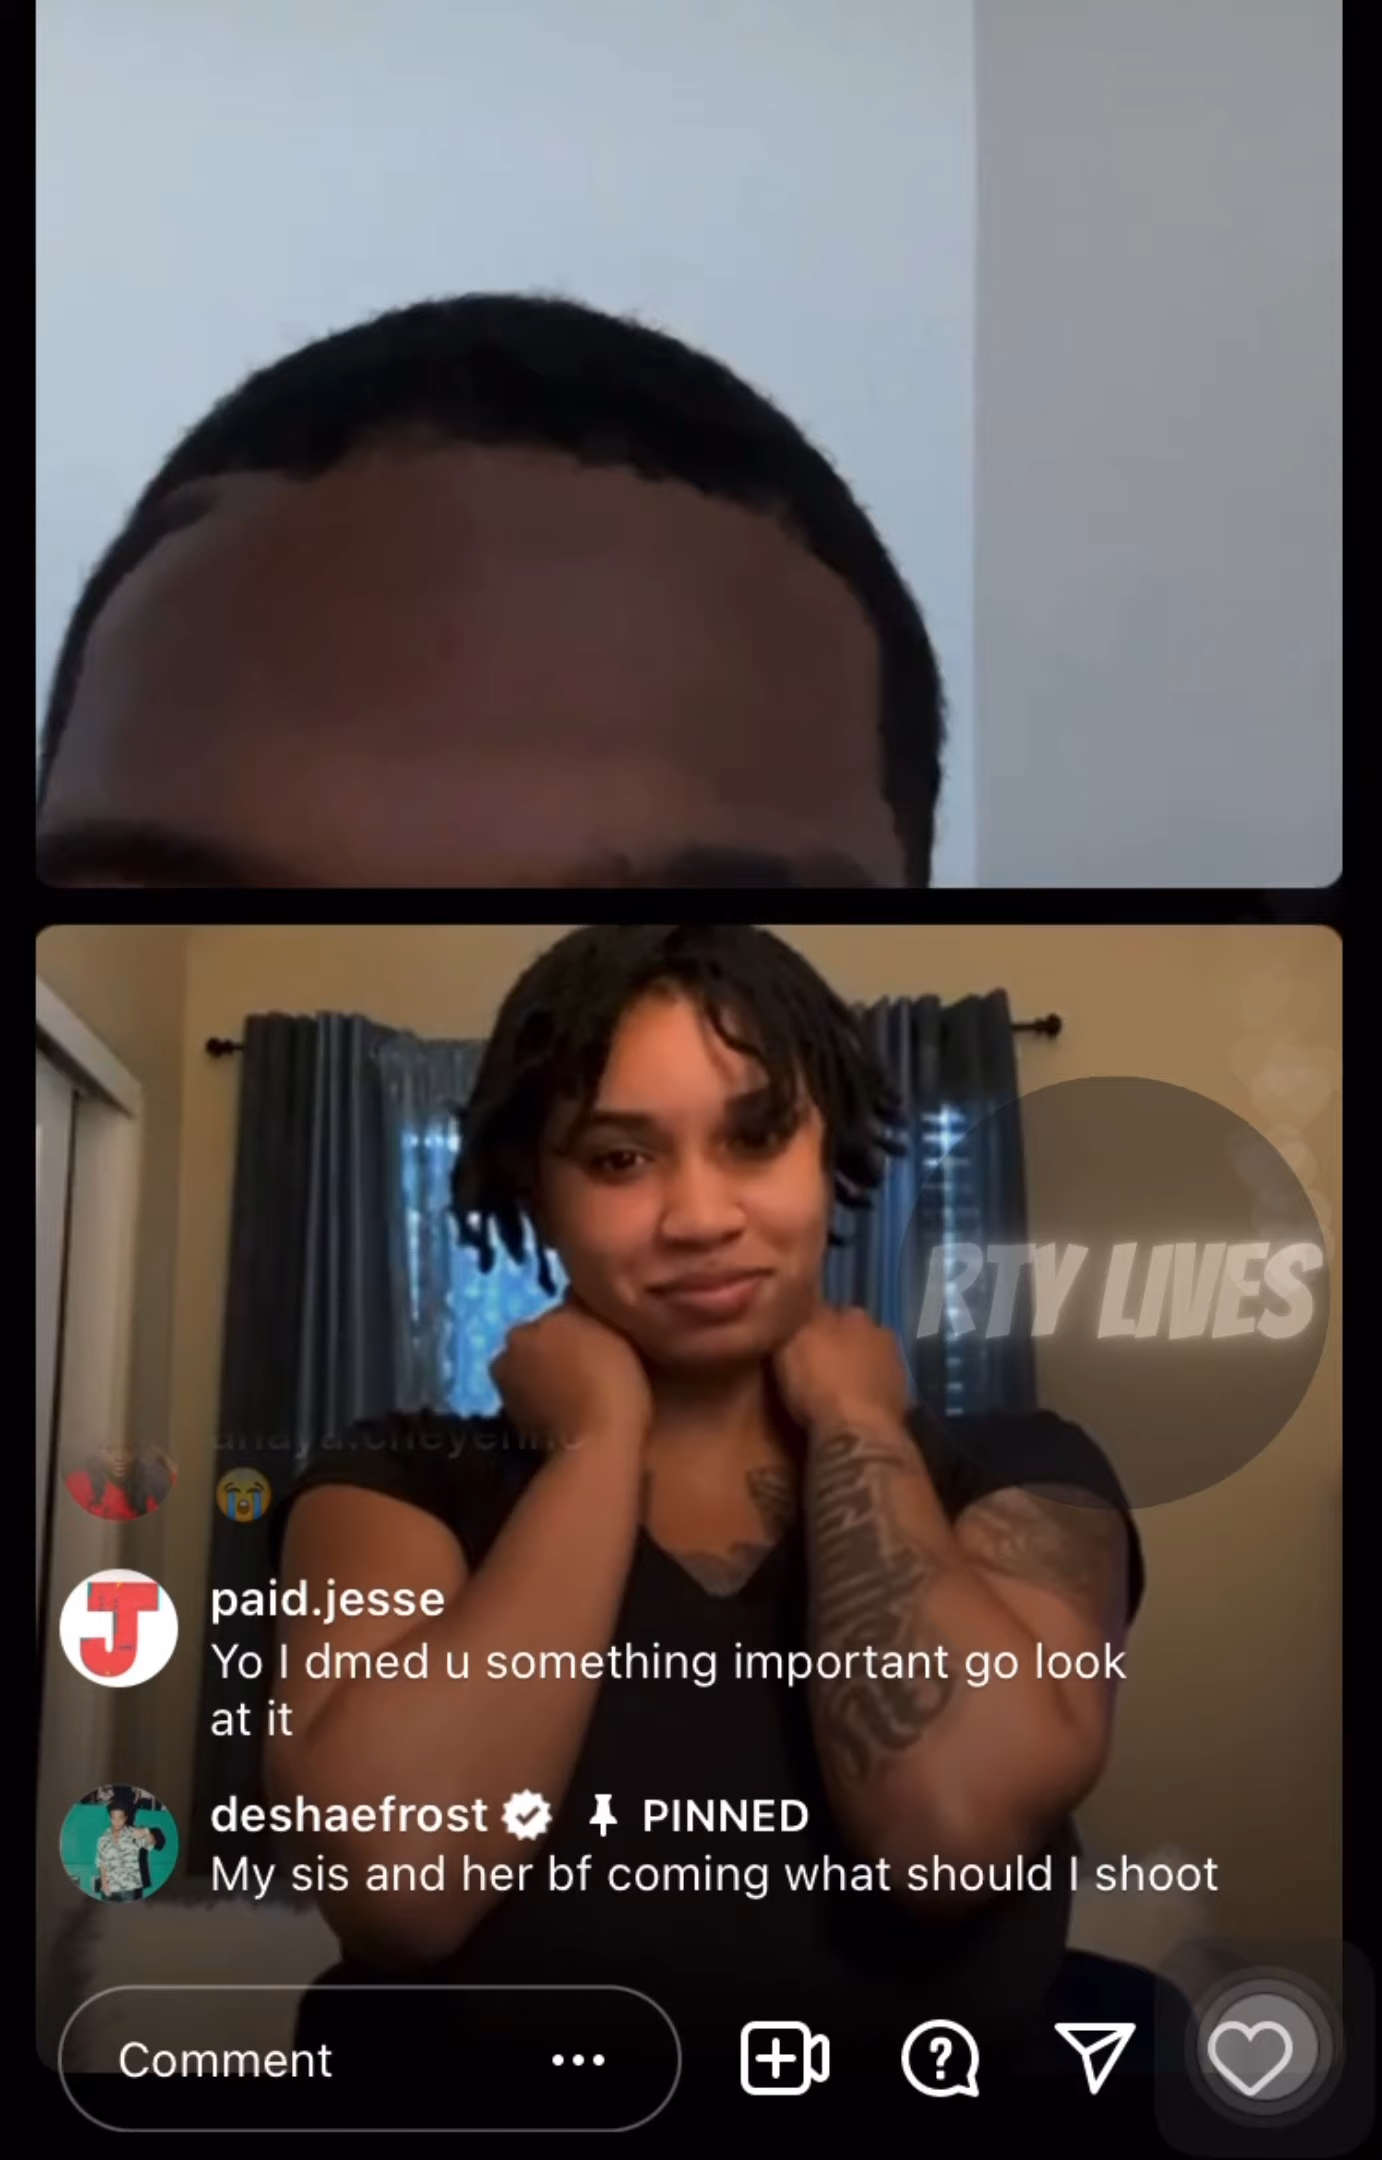 RTY LIVES
😭
J
paid.jesse
Yo I dmed u something important go look
at it
deshaefrost PINNED
My sis and her bf coming what should I shoot
Comment